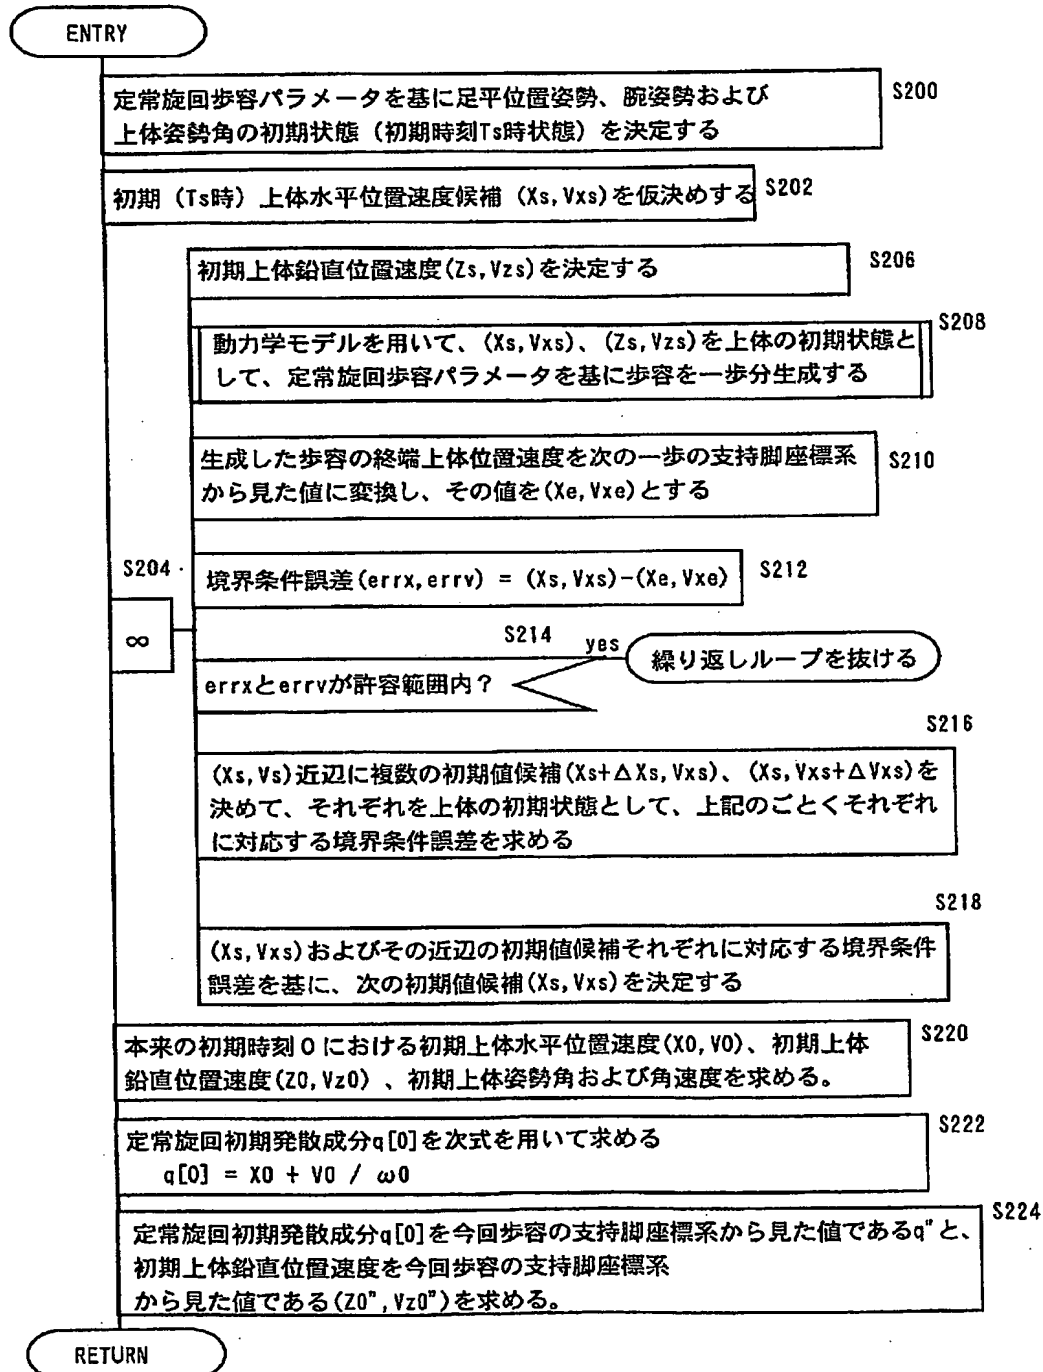 ENTRY
定常旋回歩容パラメータを基に足平位置姿勢、腕姿勢および
上体姿勢角の初期状態（初期時刻Ts時状態）を決定する
S200
初期（Ts時）上体水平位置速度候補（Xs,Vxs)を仮決めする
S202
初期上体鉛直位置速度(Zs,Vzs)を決定する
S206
S208
動力学モデルを用いて、(Xs,Vxs)、(Zs,Vzs)を上体の初期状態と
して、定常旋回歩容パラメータを基に歩容を一歩分生成する
生成した歩容の終端上体位置速度を次の一歩の支持脚座標系
から見た値に変換し、その値を(Xe,Vxe)とする
S210
S204
境界条件誤差(errx,errv) = (Xs,Vxs)-(Xe,Vxe)
S212
∞
S214
yes
繰り返しループを抜ける
errxとerrvが許容範囲内？
S216
(Xs,Vs)近辺に複数の初期値候補(Xs+ΔXs,Vxs)、(Xs,Vxs+ΔVxs)を
決めて、それぞれを上体の初期状態として、上記のごとくそれぞれ
に対応する境界条件誤差を求める
S218
(Xs,Vxs)およびその近辺の初期値候補それぞれに対応する境界条件
誤差を基に、次の初期値候補(Xs,Vxs)を決定する
本来の初期時刻０における初期上体水平位置速度(X0,V0)、初期上体
鉛直位置速度(Z0,Vz0) 、初期上体姿勢角および角速度を求める。
S220
定常旋回初期発散成分q[0]を次式を用いて求める
q[0] = X0 + V0 / ω0
S222
S224
定常旋回初期発散成分q[0]を今回歩容の支持脚座標系から見た値であるq"と、
初期上体鉛直位置速度を今回歩容の支持脚座標系
から見た値である(Z0",Vz0")を求める。
RETURN